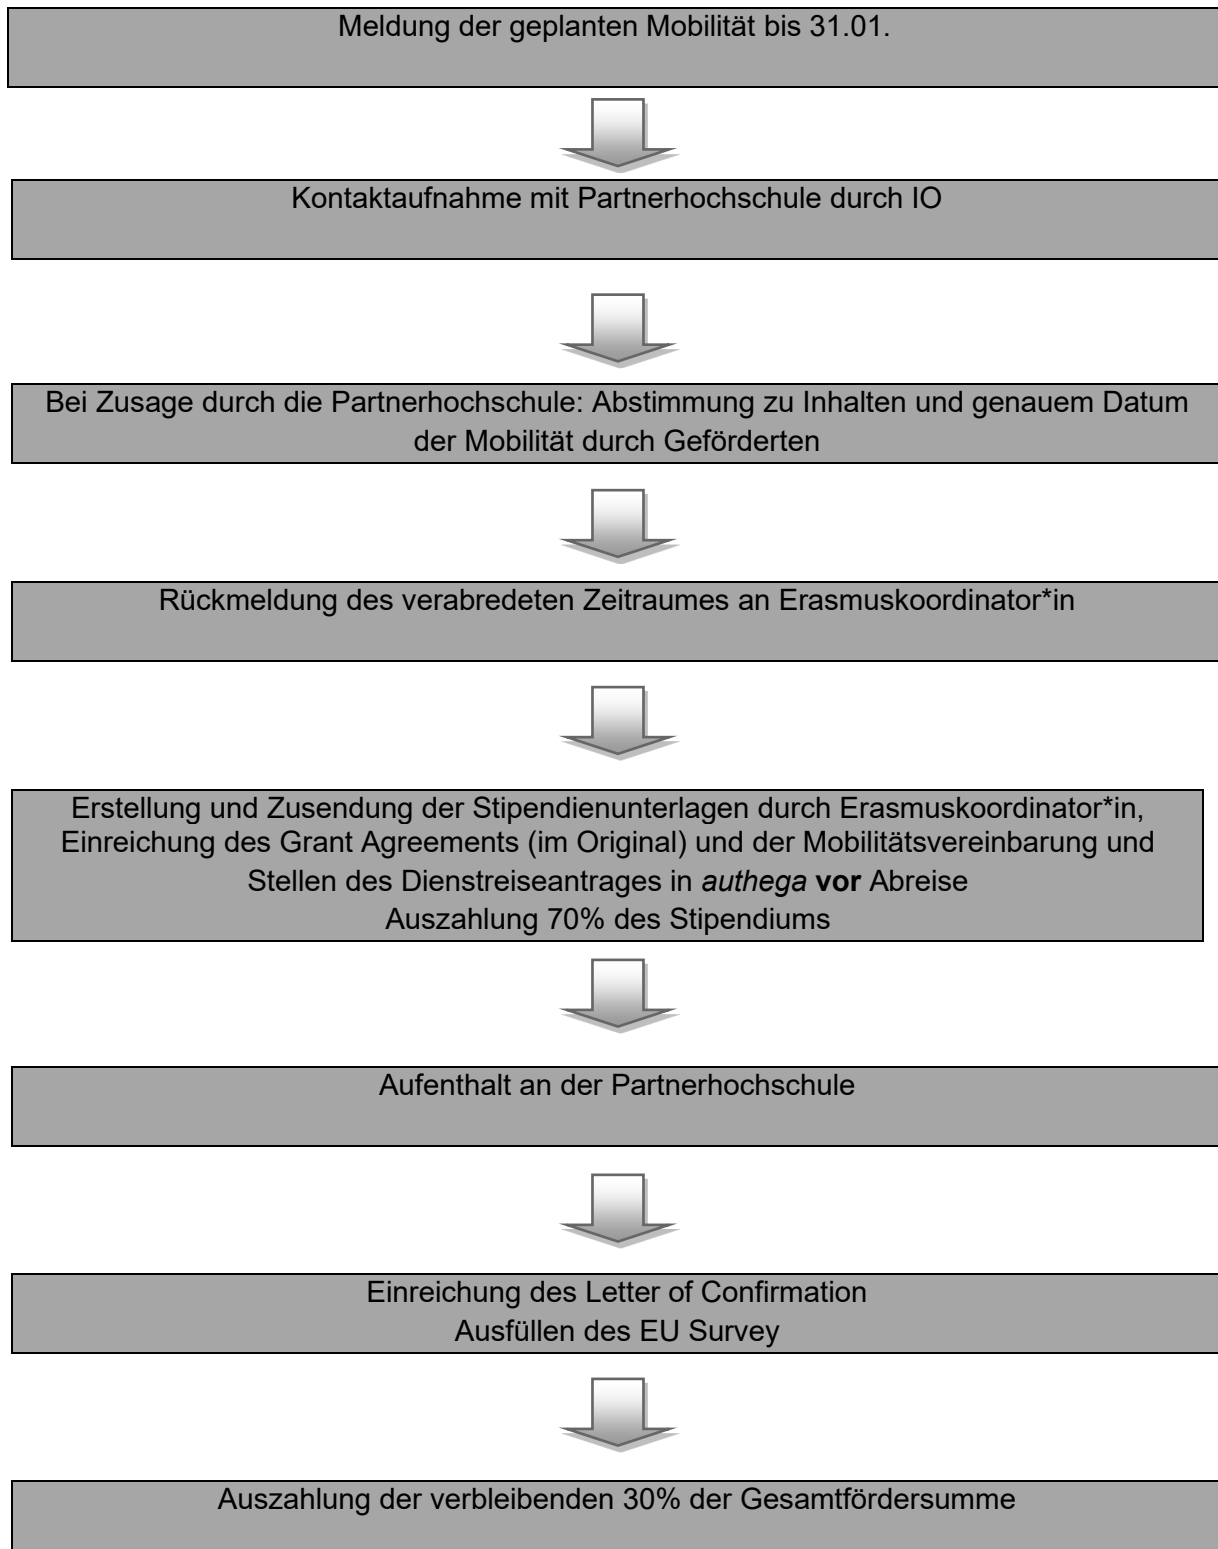 Meldung der geplanten Mobilität bis 31.01.
Kontaktaufnahme mit Partnerhochschule durch IO
Bei Zusage durch die Partnerhochschule: Abstimmung zu Inhalten und genauem Datum
der Mobilität durch Geförderten
Rückmeldung des verabredeten Zeitraumes an Erasmuskoordinator*in
Erstellung und Zusendung der Stipendienunterlagen durch Erasmuskoordinator*in,
Einreichung des Grant Agreements (im Original) und der Mobilitätsvereinbarung und
Stellen des Dienstreiseantrages in authega vor Abreise
Auszahlung 70% des Stipendiums
Aufenthalt an der Partnerhochschule
Einreichung des Letter of Confirmation
Ausfüllen des EU Survey
Auszahlung der verbleibenden 30% der Gesamtfördersumme